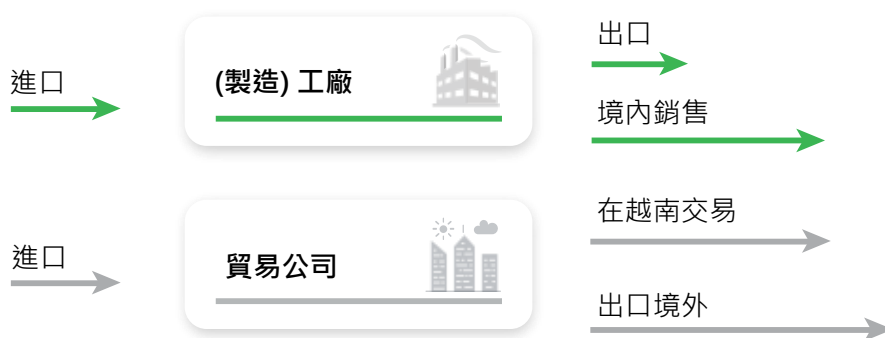 進口
(製造) 工廠
出口
境內銷售
進口
貿易公司
在越南交易
出口境外